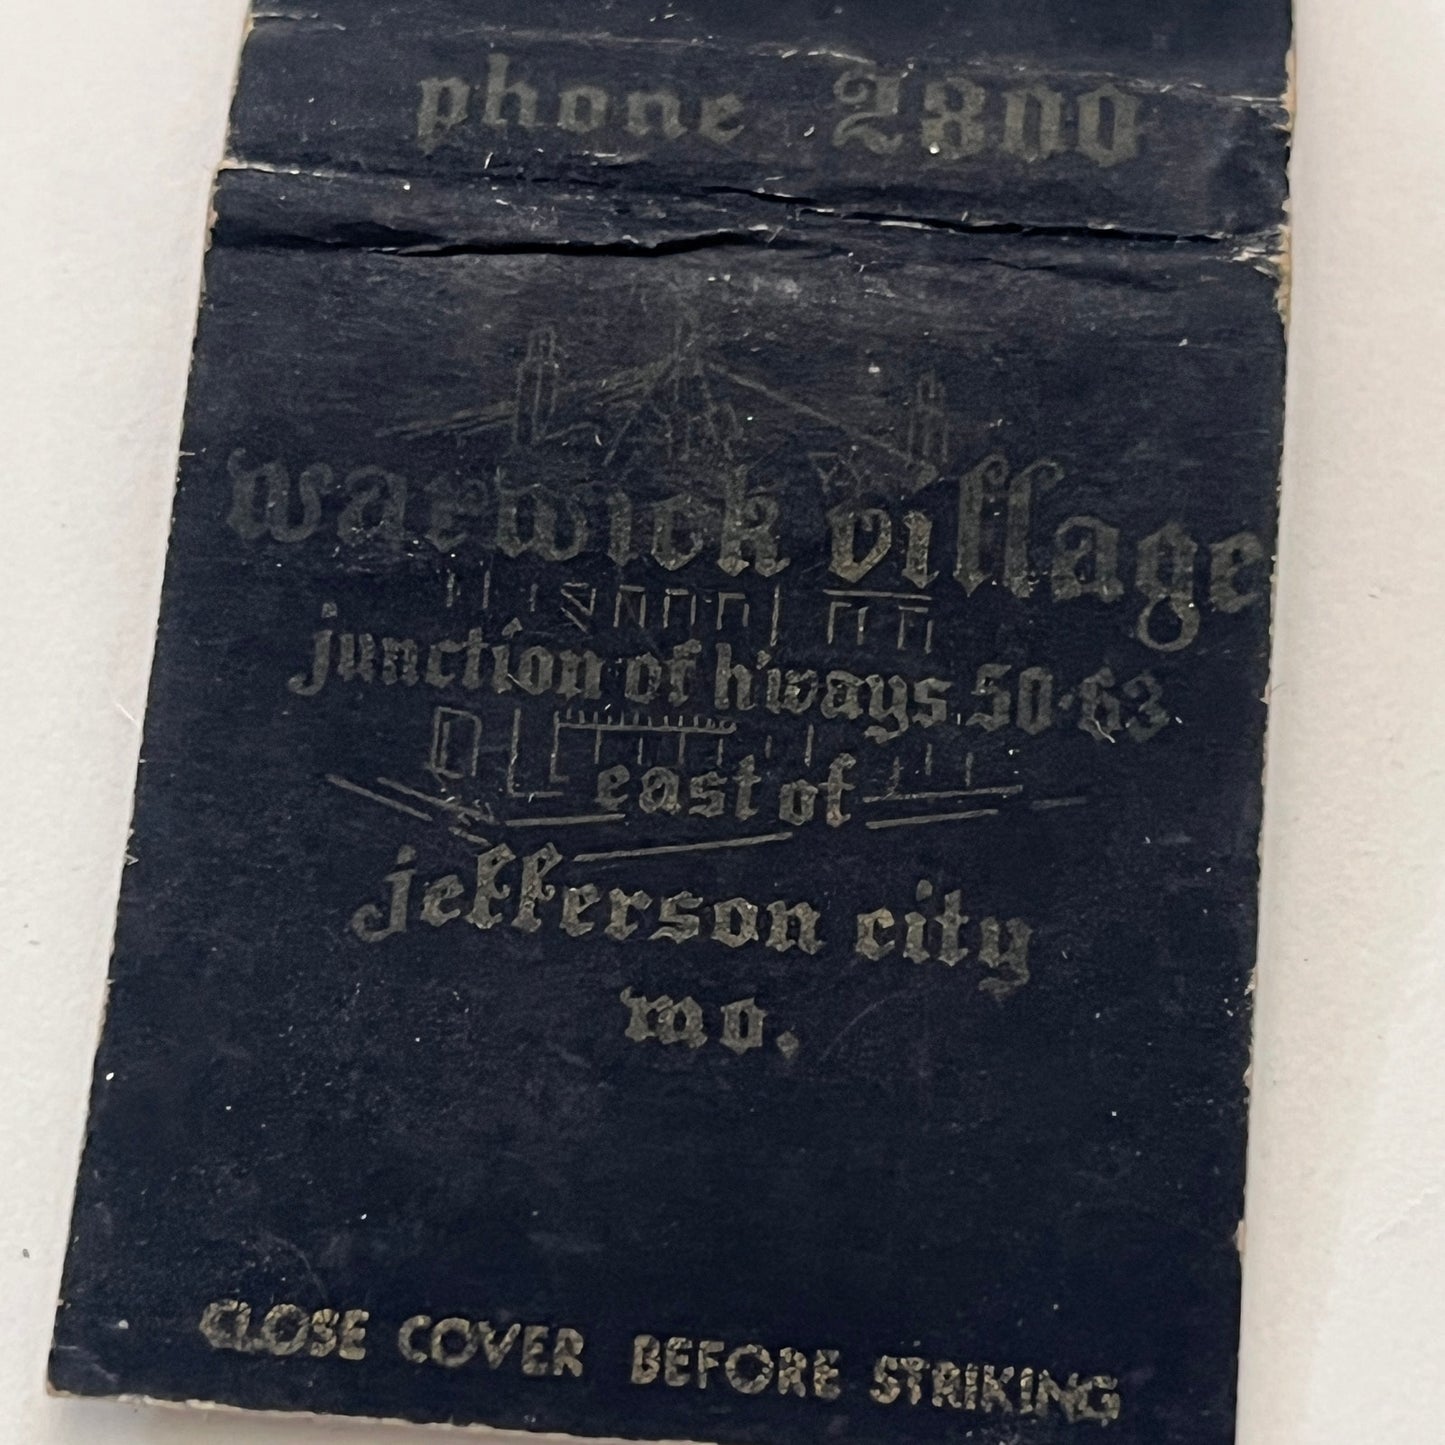 phone 2800
warwick village
junction of h'ways. 50-63
east of
jefferson city
mo.
CLOSE COVER BEFORE STRIKING